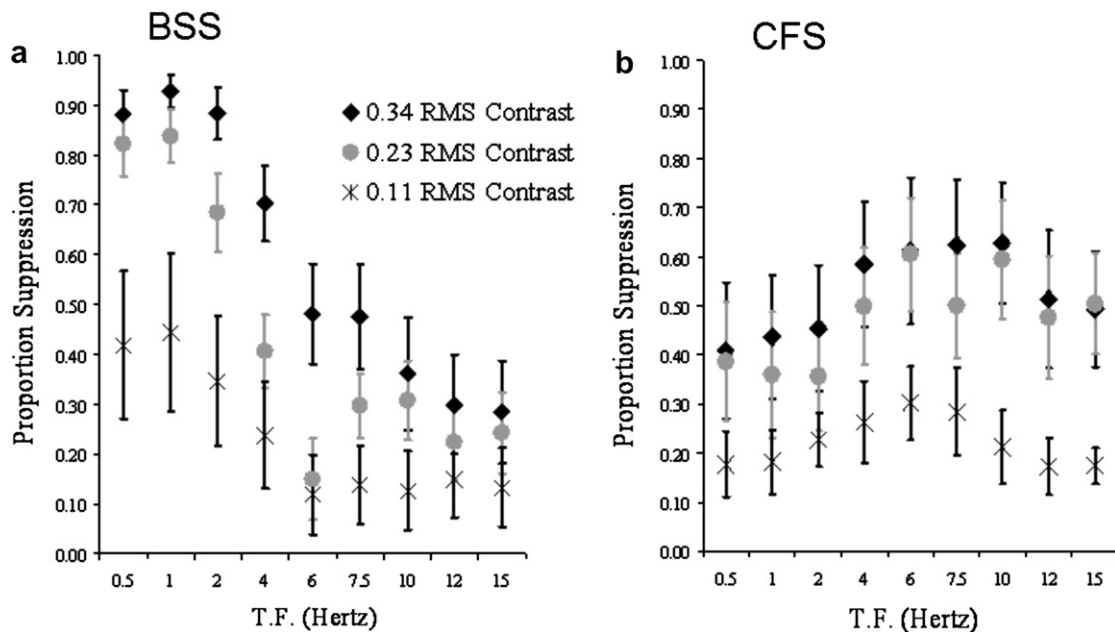 BSS
a
1.00
0.90
0.80
0.70
0.60
0.50
0.40
0.30
0.20
0.10
0.00
Proportion Suppression
0.34 RMS Contrast
0.23 RMS Contrast
0.11 RMS Contrast
0.5 1 2 4 6 7.5 10 12 15
T.F. (Hertz)
CFS
b
1.00
0.90
0.80
0.70
0.60
0.50
0.40
0.30
0.20
0.10
0.00
Proportion Suppression
0.5 1 2 4 6 7.5 10 12 15
T.F. (Hertz)